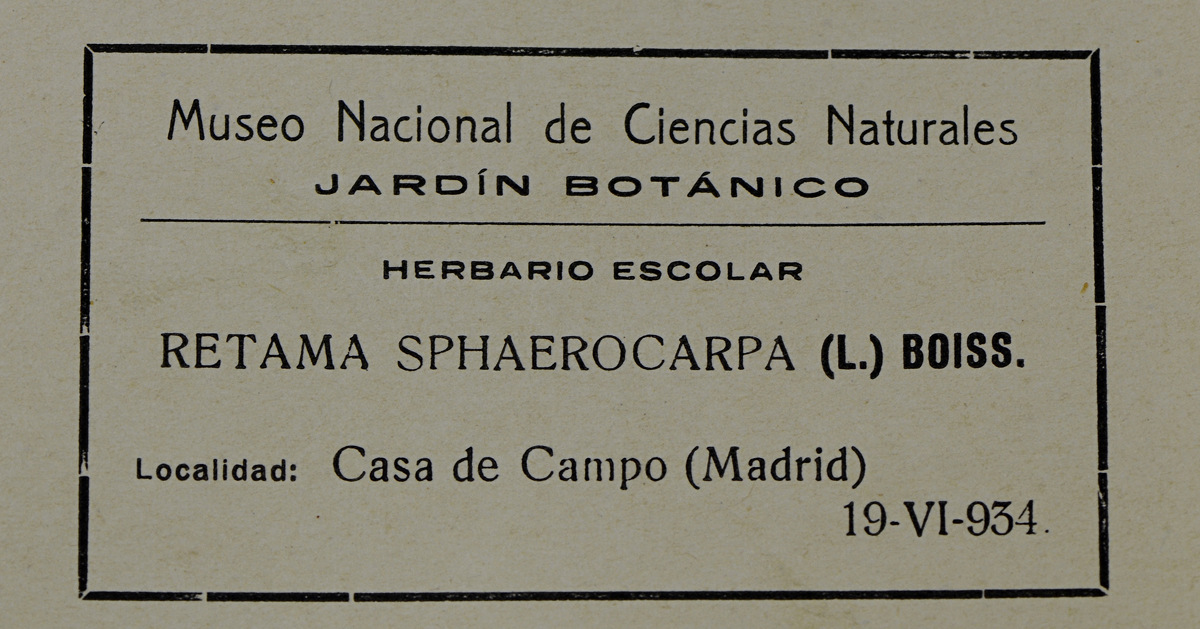 Museo Nacional de Ciencias Naturales
JARDÍN BOTÁNICO
HERBARIO ESCOLAR
RETAMA SPHAEROCARPA (L.) BOISS.
Localidad: Casa de Campo (Madrid)
19-VI-934.